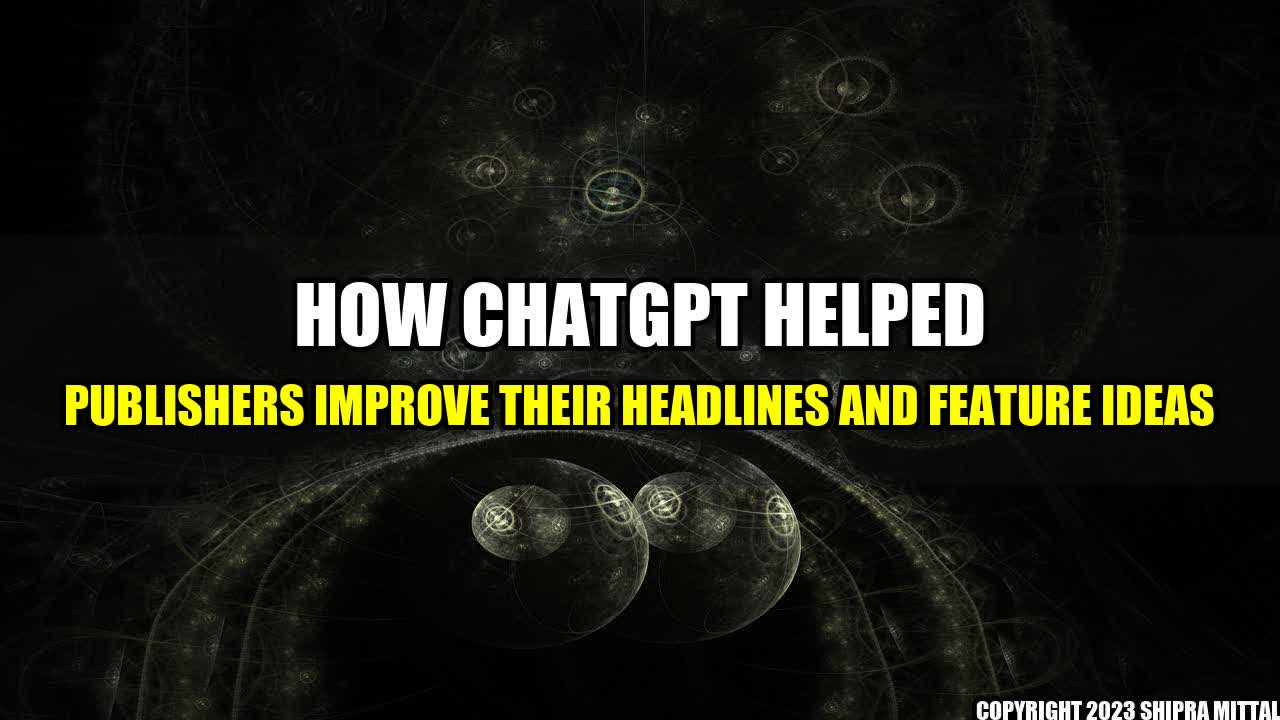 HOW CHATGPT HELPED
PUBLISHERS IMPROVE THEIR HEADLINES AND FEATURE IDEAS
COPYRIGHT 2023 SHIPRA MITTAL